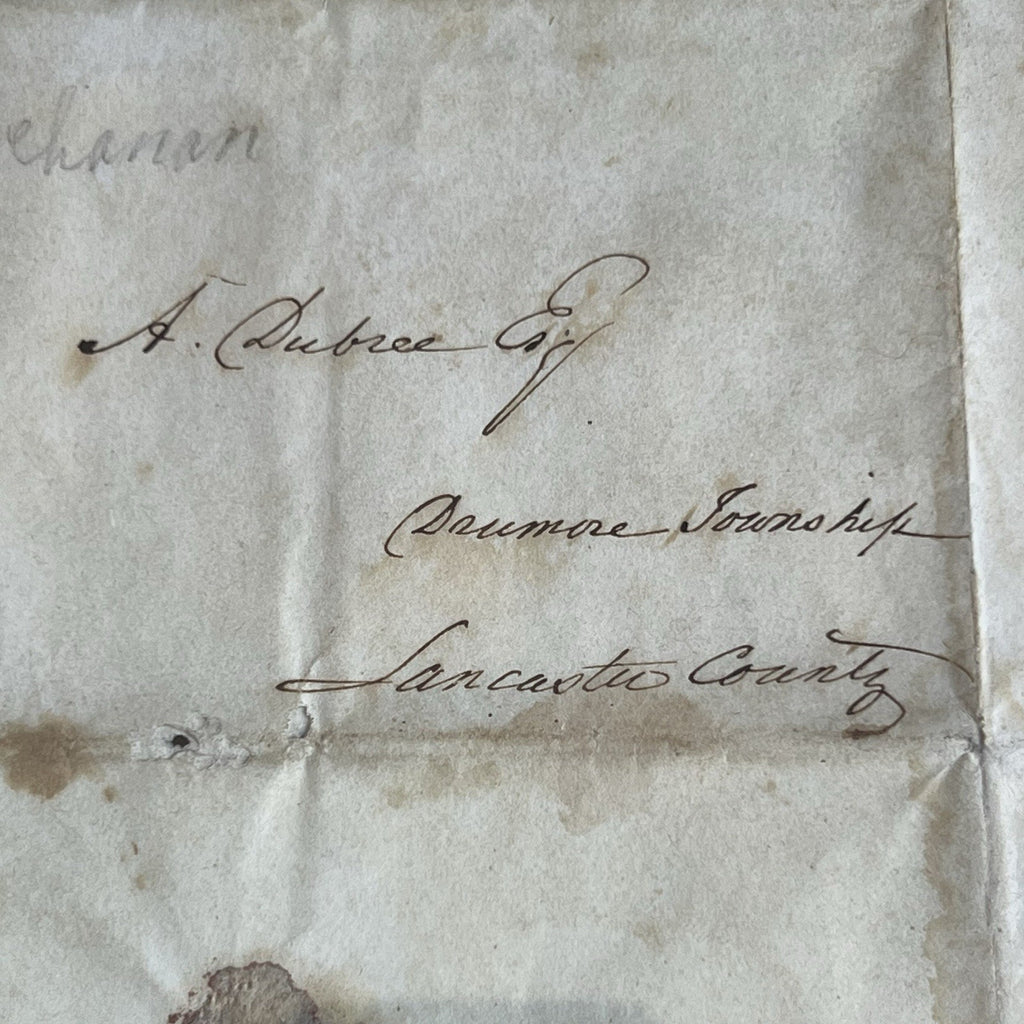 chanan
A. Dubree Esq
Drumore Township
Lancaster County